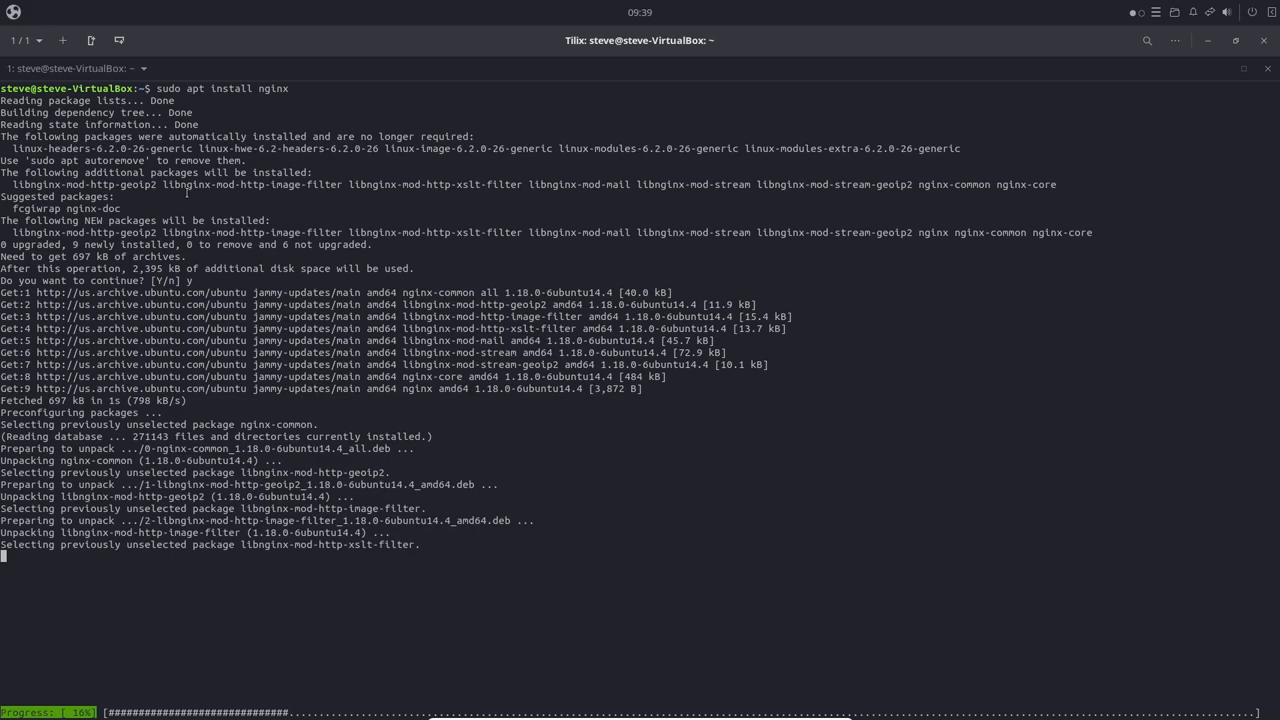 09:39
1 / 1
Tilix: steve@steve-VirtualBox: ~
1: steve@steve-VirtualBox: ~
steve@steve-VirtualBox:~$ sudo apt install nginx
Reading package lists... Done
Building dependency tree... Done
Reading state information... Done
The following packages were automatically installed and are no longer required:
  linux-headers-6.2.0-26-generic linux-hwe-6.2-headers-6.2.0-26 linux-image-6.2.0-26-generic linux-modules-6.2.0-26-generic linux-modules-extra-6.2.0-26-generic
Use 'sudo apt autoremove' to remove them.
The following additional packages will be installed:
  libnginx-mod-http-geoip2 libnginx-mod-http-image-filter libnginx-mod-http-xslt-filter libnginx-mod-mail libnginx-mod-stream libnginx-mod-stream-geoip2 nginx-common nginx-core
Suggested packages:
  fcgiwrap nginx-doc
The following NEW packages will be installed:
  libnginx-mod-http-geoip2 libnginx-mod-http-image-filter libnginx-mod-http-xslt-filter libnginx-mod-mail libnginx-mod-stream libnginx-mod-stream-geoip2 nginx nginx-common nginx-core
0 upgraded, 9 newly installed, 0 to remove and 6 not upgraded.
Need to get 697 kB of archives.
After this operation, 2,395 kB of additional disk space will be used.
Do you want to continue? [Y/n] y
Get:1 http://us.archive.ubuntu.com/ubuntu jammy-updates/main amd64 nginx-common all 1.18.0-6ubuntu14.4 [40.0 kB]
Get:2 http://us.archive.ubuntu.com/ubuntu jammy-updates/main amd64 libnginx-mod-http-geoip2 amd64 1.18.0-6ubuntu14.4 [11.9 kB]
Get:3 http://us.archive.ubuntu.com/ubuntu jammy-updates/main amd64 libnginx-mod-http-image-filter amd64 1.18.0-6ubuntu14.4 [15.4 kB]
Get:4 http://us.archive.ubuntu.com/ubuntu jammy-updates/main amd64 libnginx-mod-http-xslt-filter amd64 1.18.0-6ubuntu14.4 [13.7 kB]
Get:5 http://us.archive.ubuntu.com/ubuntu jammy-updates/main amd64 libnginx-mod-mail amd64 1.18.0-6ubuntu14.4 [45.7 kB]
Get:6 http://us.archive.ubuntu.com/ubuntu jammy-updates/main amd64 libnginx-mod-stream amd64 1.18.0-6ubuntu14.4 [72.9 kB]
Get:7 http://us.archive.ubuntu.com/ubuntu jammy-updates/main amd64 libnginx-mod-stream-geoip2 amd64 1.18.0-6ubuntu14.4 [10.1 kB]
Get:8 http://us.archive.ubuntu.com/ubuntu jammy-updates/main amd64 nginx-core amd64 1.18.0-6ubuntu14.4 [484 kB]
Get:9 http://us.archive.ubuntu.com/ubuntu jammy-updates/main amd64 nginx amd64 1.18.0-6ubuntu14.4 [3,872 B]
Fetched 697 kB in 1s (798 kB/s)
Preconfiguring packages ...
Selecting previously unselected package nginx-common.
(Reading database ... 271143 files and directories currently installed.)
Preparing to unpack .../0-nginx-common_1.18.0-6ubuntu14.4_all.deb ...
Unpacking nginx-common (1.18.0-6ubuntu14.4) ...
Selecting previously unselected package libnginx-mod-http-geoip2.
Preparing to unpack .../1-libnginx-mod-http-geoip2_1.18.0-6ubuntu14.4_amd64.deb ...
Unpacking libnginx-mod-http-geoip2 (1.18.0-6ubuntu14.4) ...
Selecting previously unselected package libnginx-mod-http-image-filter.
Preparing to unpack .../2-libnginx-mod-http-image-filter_1.18.0-6ubuntu14.4_amd64.deb ...
Unpacking libnginx-mod-http-image-filter (1.18.0-6ubuntu14.4) ...
Selecting previously unselected package libnginx-mod-http-xslt-filter.
Progress: [ 16%] [##############################.................................................................................................................................................................]